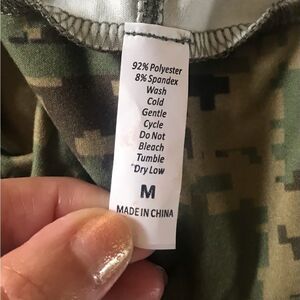 92% Polyester
8% Spandex
Wash
Cold
Gentle
Cycle
Do Not
Bleach
Tumble
"Dry Low
M
MADE IN CHINA